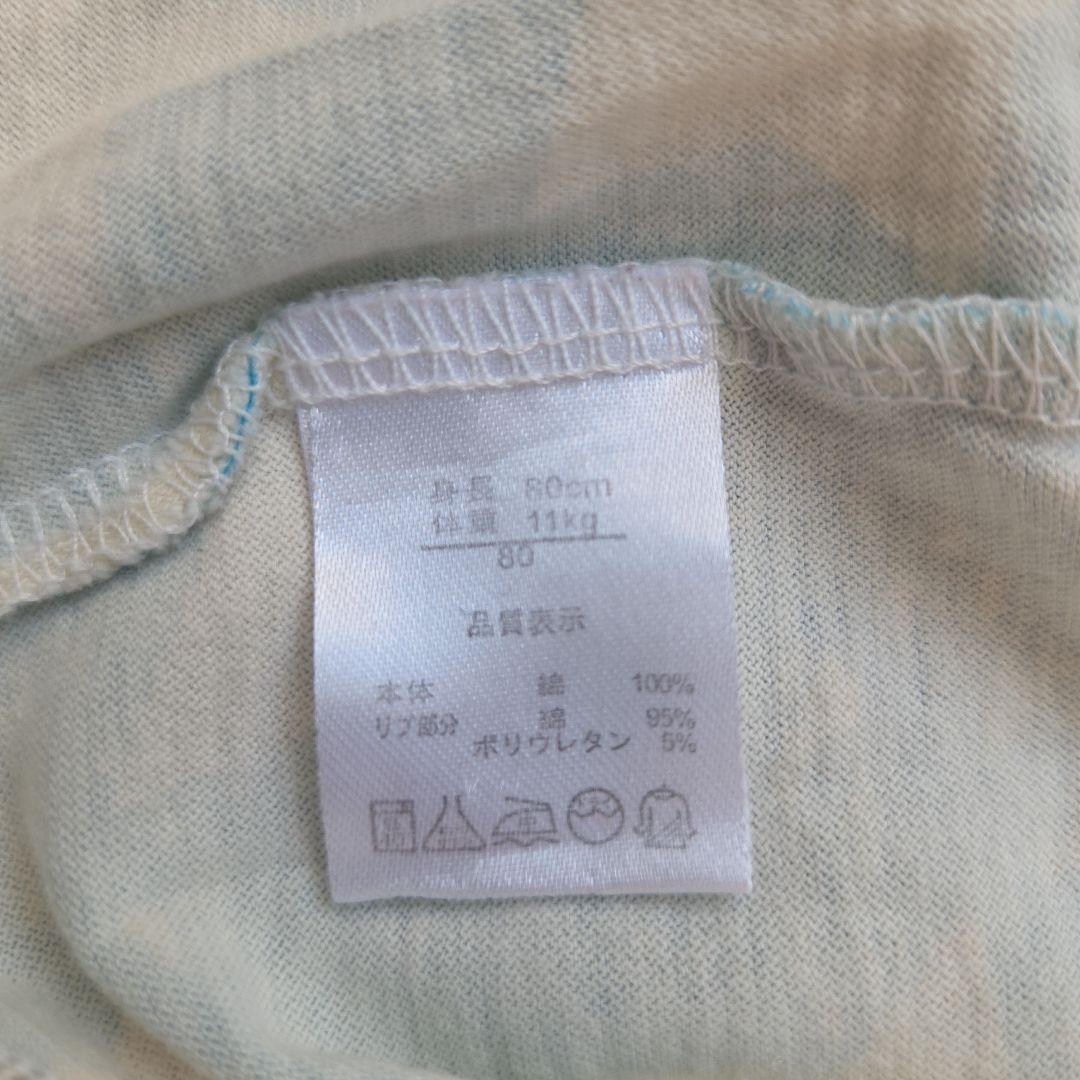 身長 80cm
体重 11kg
80
品質表示
本体 綿 100%
リブ部分 綿 95%
ポリウレタン 5%